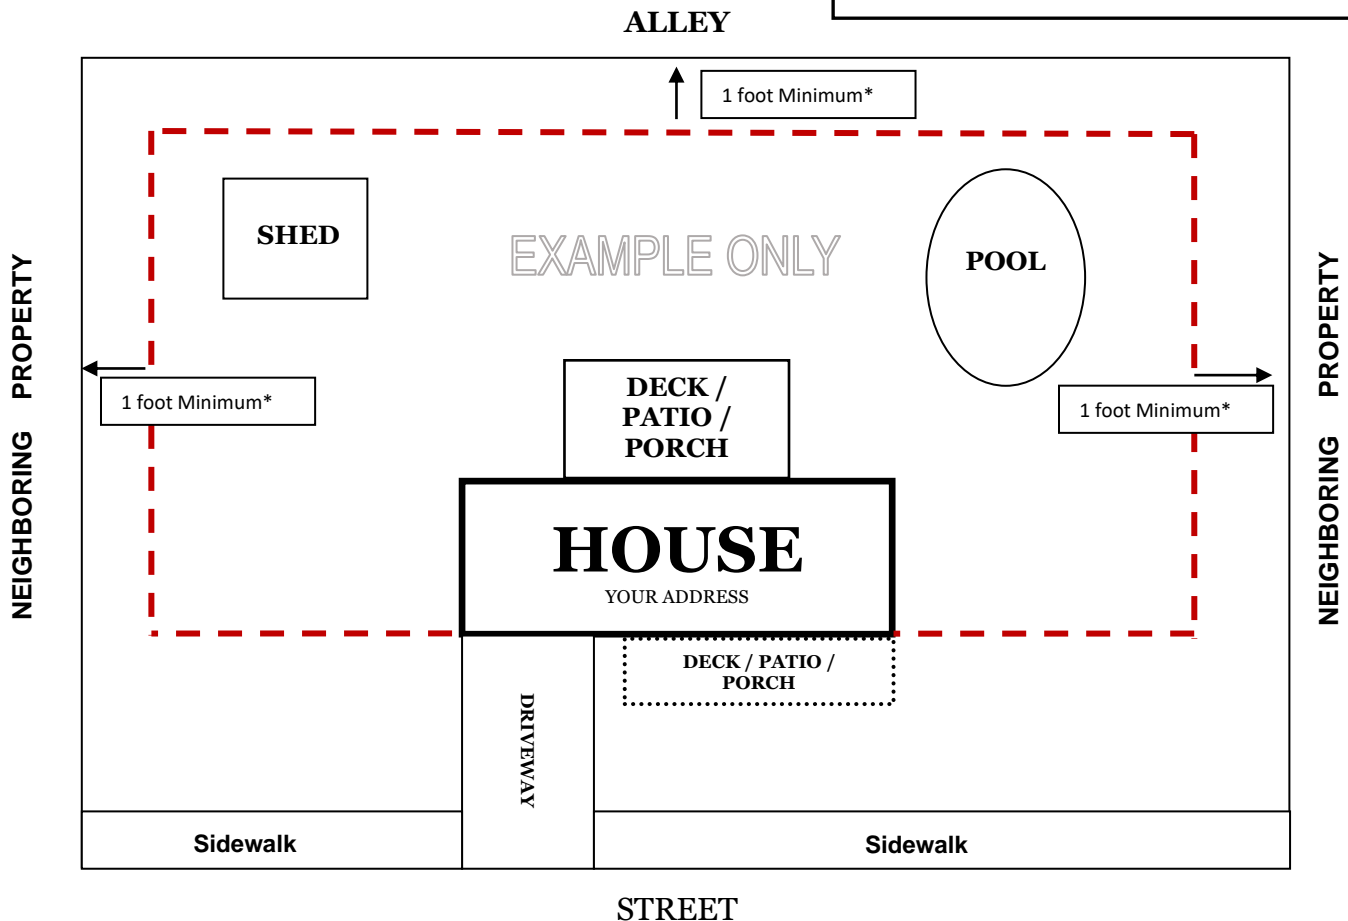 ALLEY
1 foot Minimum*
SHED
EXAMPLE ONLY
POOL
NEIGHBORING PROPERTY
NEIGHBORING PROPERTY
1 foot Minimum*
DECK /
PATIO /
PORCH
1 foot Minimum*
HOUSE
YOUR ADDRESS
DECK / PATIO /
PORCH
DRIVEWAY
Sidewalk
Sidewalk
STREET